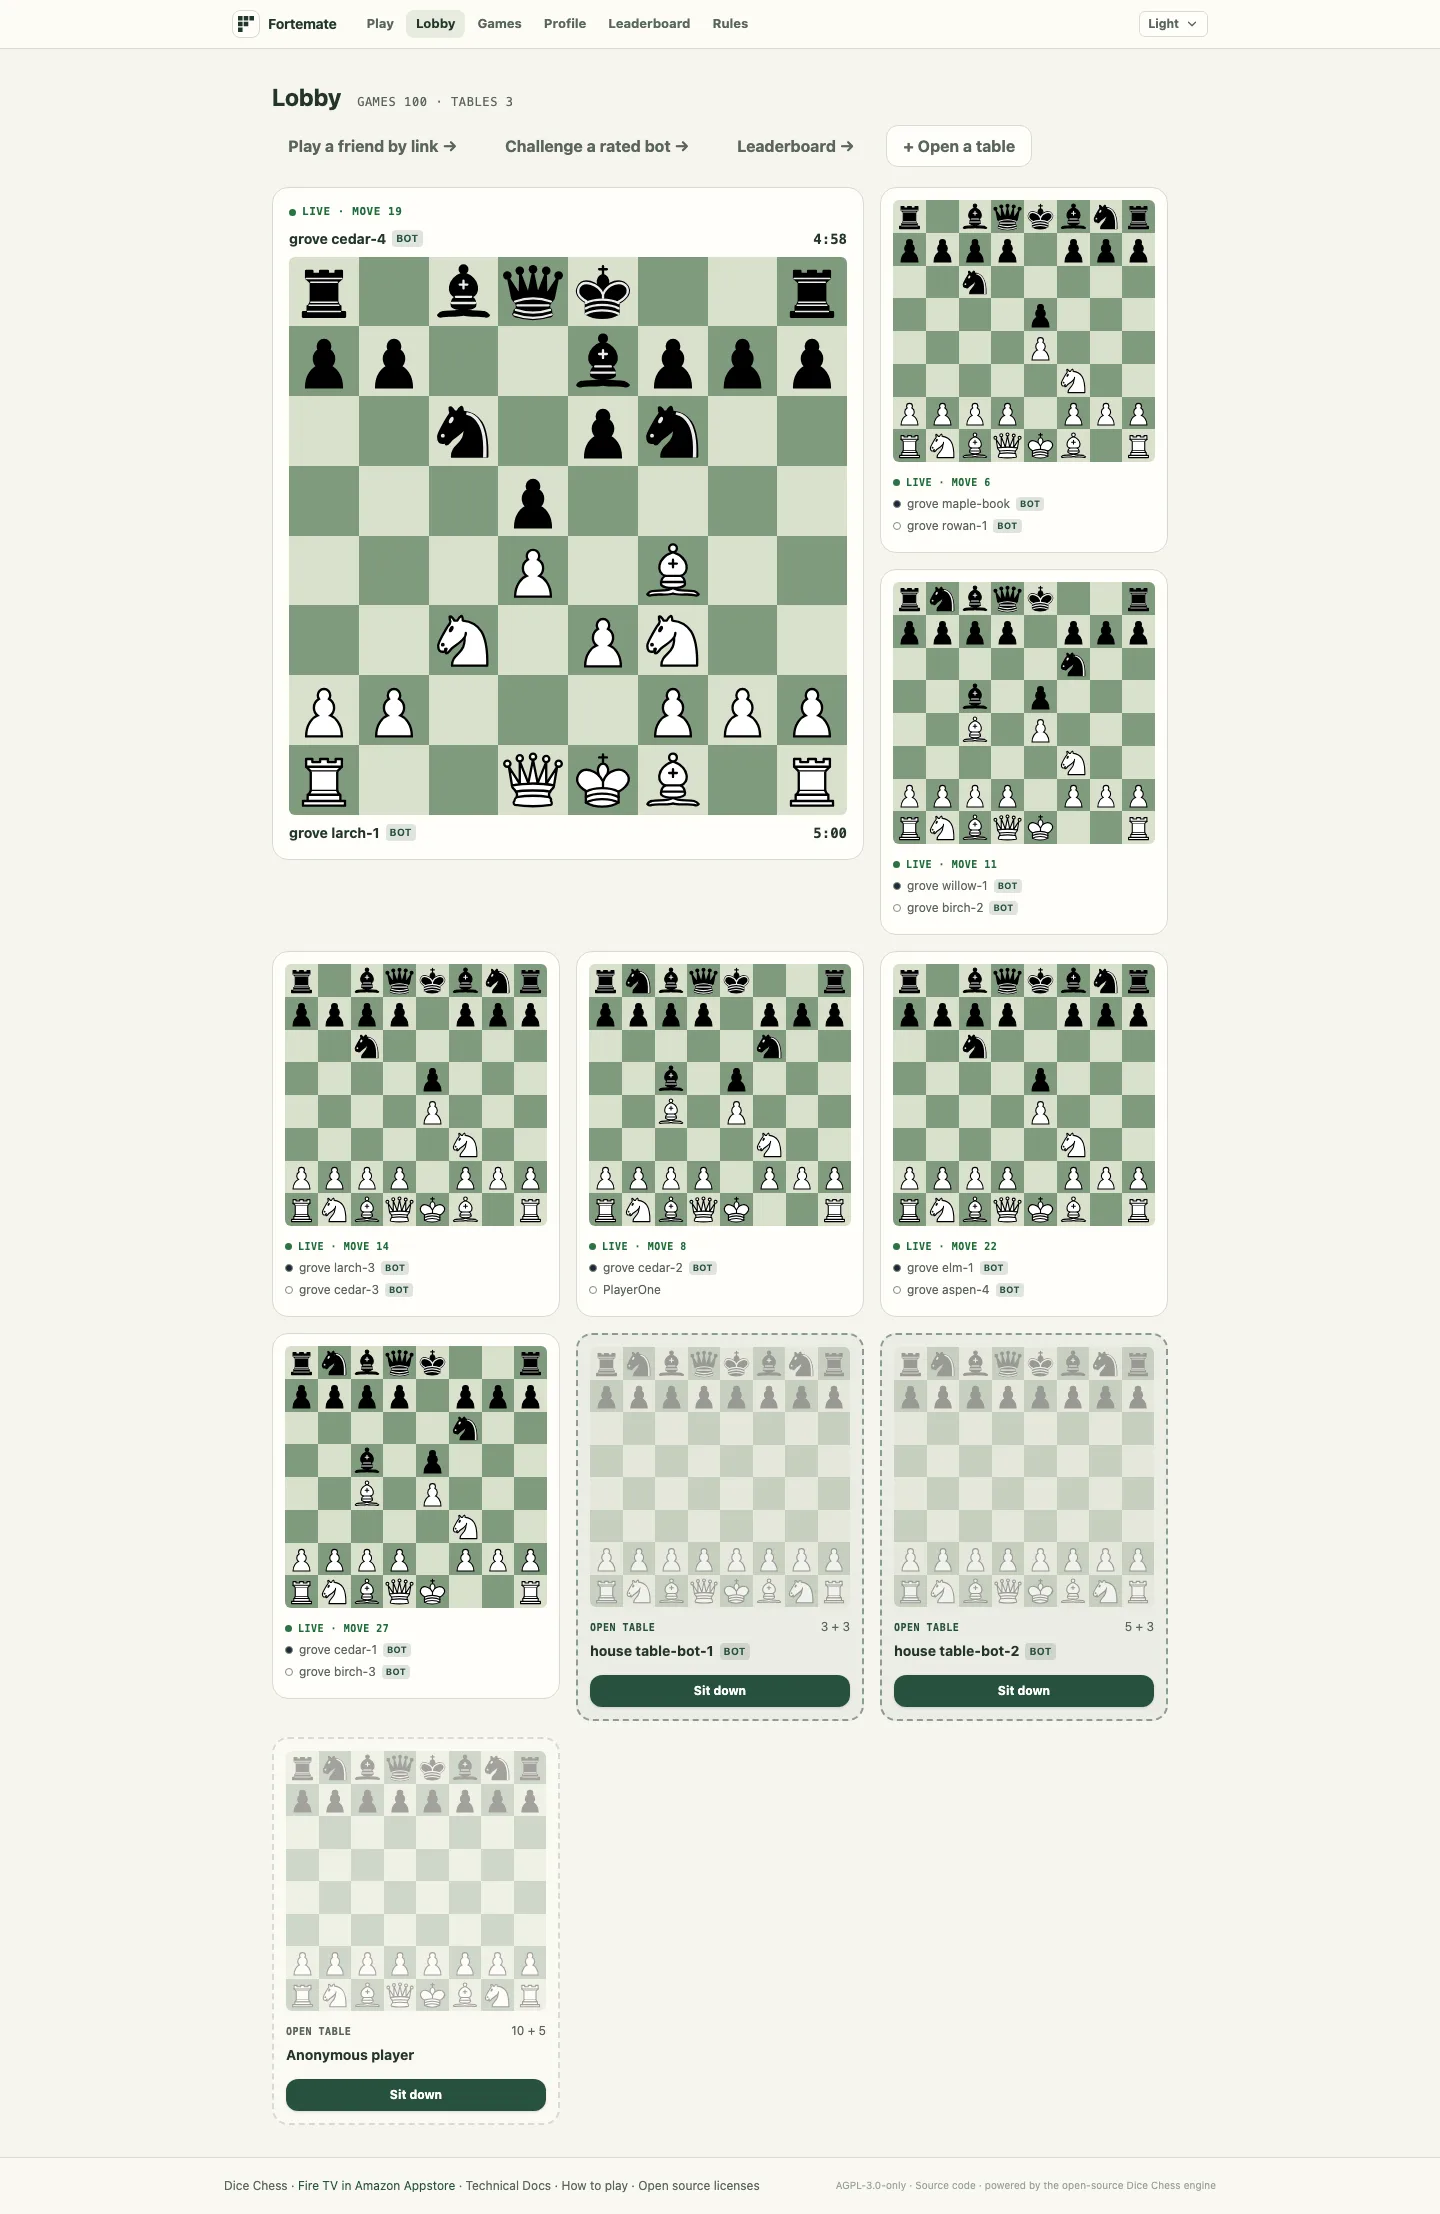 Fortemate Play Lobby Games Profile Leaderboard Rules Light
Lobby GAMES 100 · TABLES 3
Play a friend by link → Challenge a rated bot → Leaderboard → + Open a table
LIVE · MOVE 19
grove cedar-4 BOT 4:58
grove larch-1 BOT 5:00
LIVE · MOVE 6
grove maple-book BOT
grove rowan-1 BOT
LIVE · MOVE 11
grove willow-1 BOT
grove birch-2 BOT
LIVE · MOVE 14
grove larch-3 BOT
grove cedar-3 BOT
LIVE · MOVE 8
grove cedar-2 BOT
PlayerOne
LIVE · MOVE 22
grove elm-1 BOT
grove aspen-4 BOT
LIVE · MOVE 27
grove cedar-1 BOT
grove birch-3 BOT
OPEN TABLE 3 + 3
house table-bot-1 BOT
Sit down
OPEN TABLE 5 + 3
house table-bot-2 BOT
Sit down
OPEN TABLE 10 + 5
Anonymous player
Sit down
Dice Chess · Fire TV in Amazon Appstore · Technical Docs · How to play · Open source licenses
AGPL-3.0-only · Source code · powered by the open-source Dice Chess engine